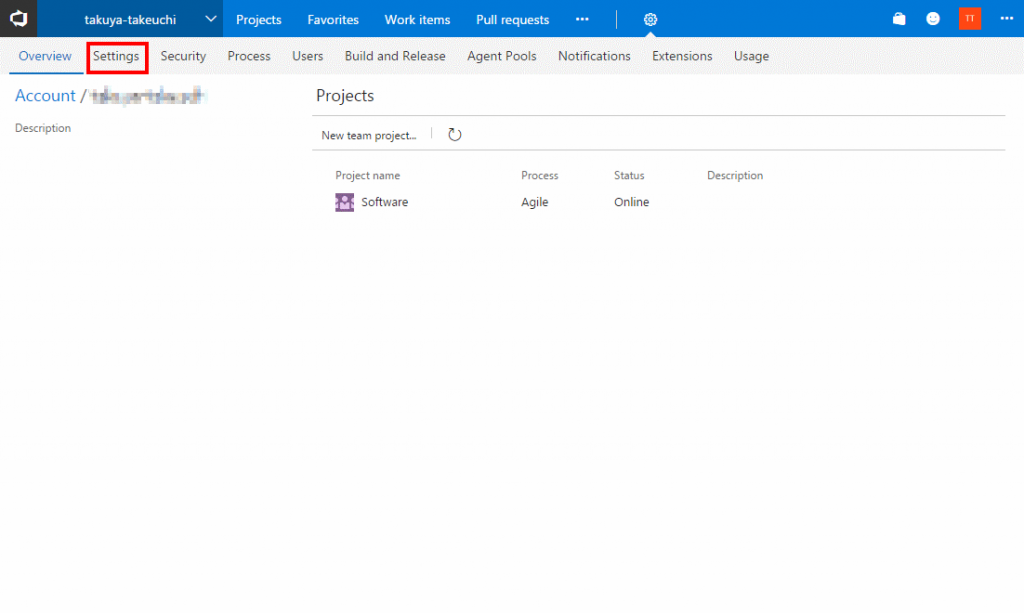 takuya-takeuchi Projects Favorites Work items Pull requests ••• TT •••
Overview Settings Security Process Users Build and Release Agent Pools Notifications Extensions Usage
Account /
Description
Projects
New team project...
Project name Process Status Description
Software Agile Online